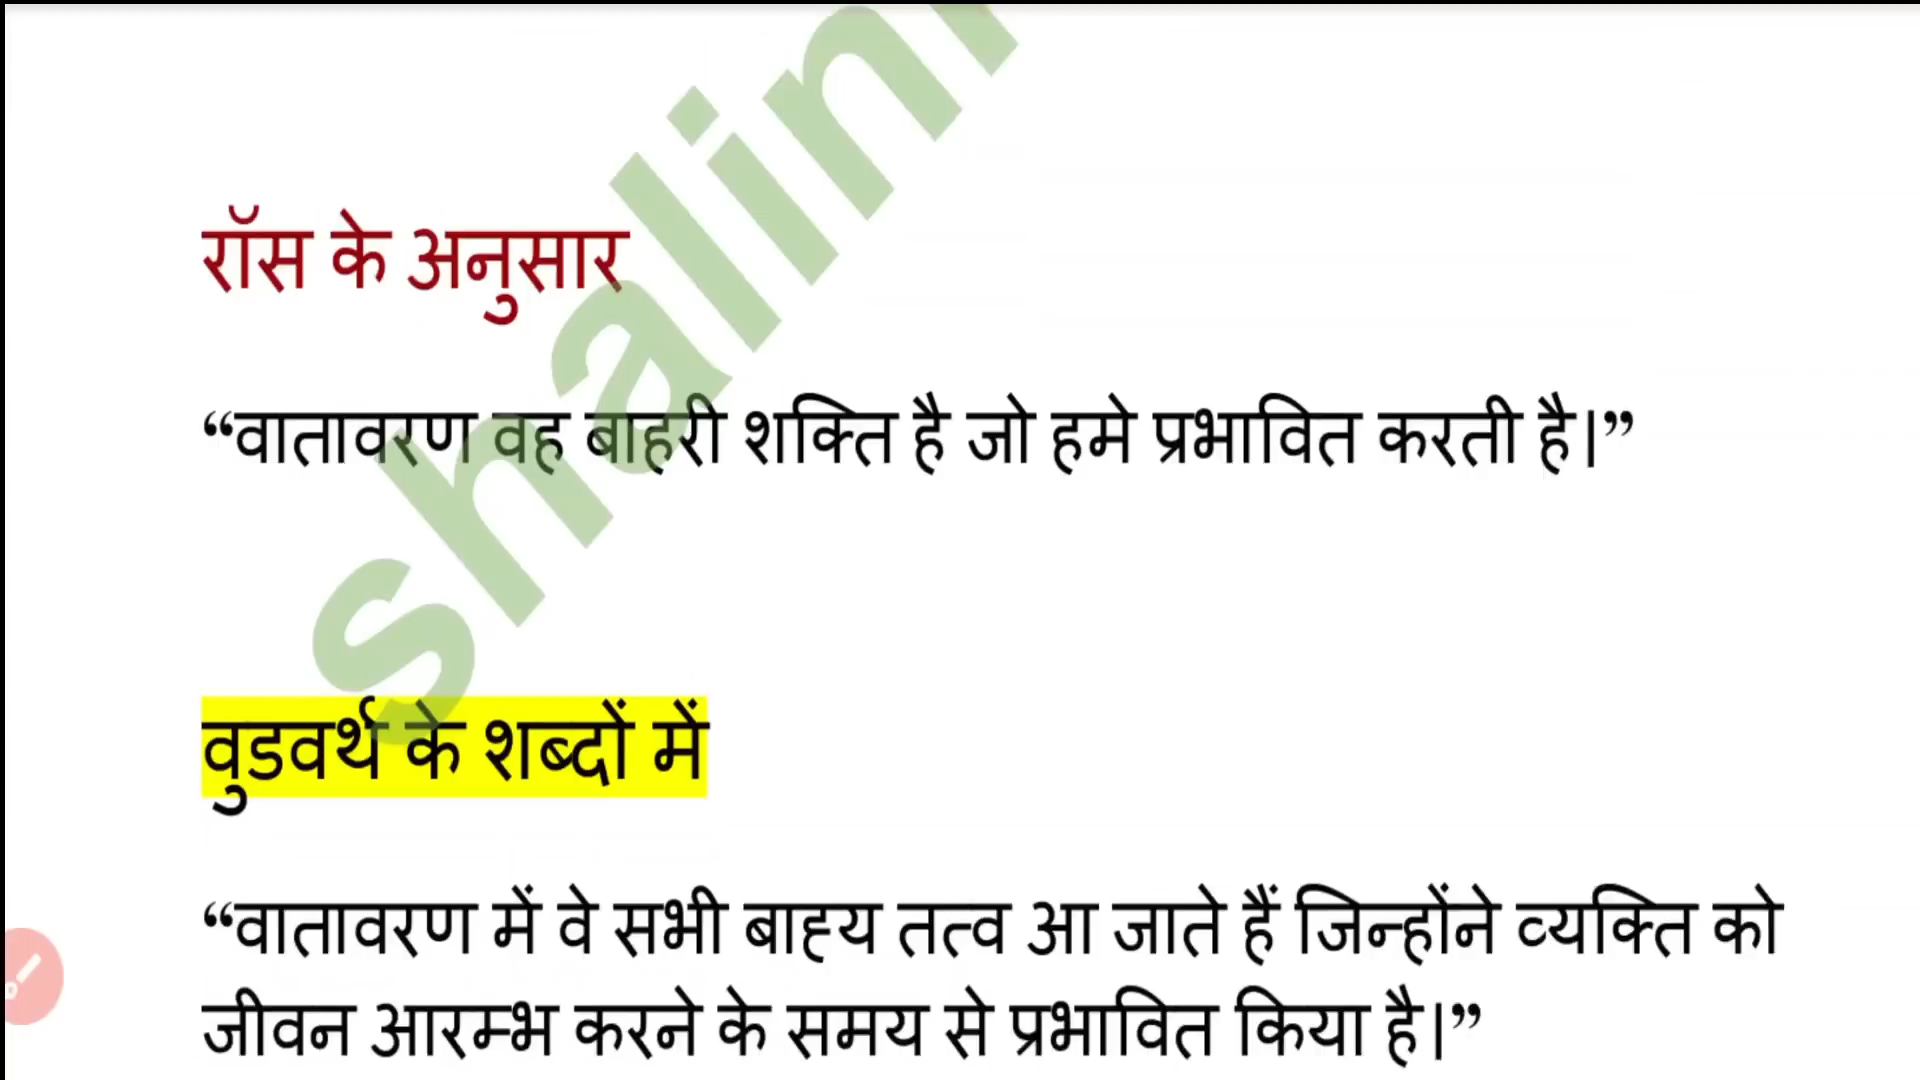 रॉस के अनुसार
“वातावरण वह बाहरी शक्ति है जो हमे प्रभावित करती है।”
वुडवर्थ के शब्दों में
“वातावरण में वे सभी बाह्य तत्व आ जाते हैं जिन्होंने व्यक्ति को
जीवन आरम्भ करने के समय से प्रभावित किया है।”
shalin